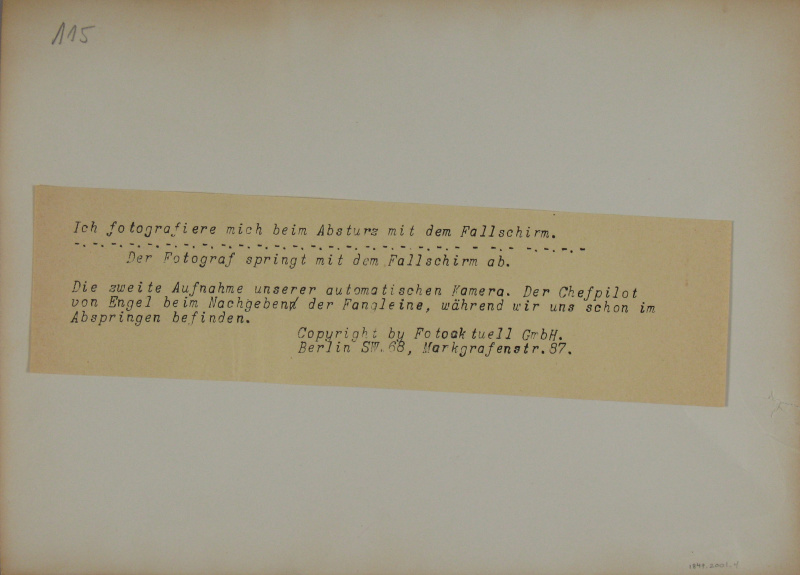 115
Ich fotografiere mich beim Absturz mit dem Fallschirm.
Der Fotograf springt mit dem Fallschirm ab.
Die zweite Aufnahme unserer automatischen Kamera. Der Chefpilot
von Engel beim Nachgeben der Fangleine, während wir uns schon im
Abspringen befinden.
Copyright by Fotoaktuell GmbH.
Berlin SW.68, Markgrafenstr.87.